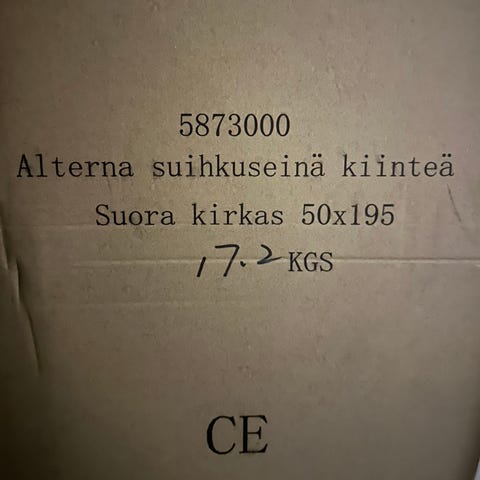 5873000
Alterna suihkuseinä kiinteä
Suora kirkas 50x195
17.2 KGS
CE